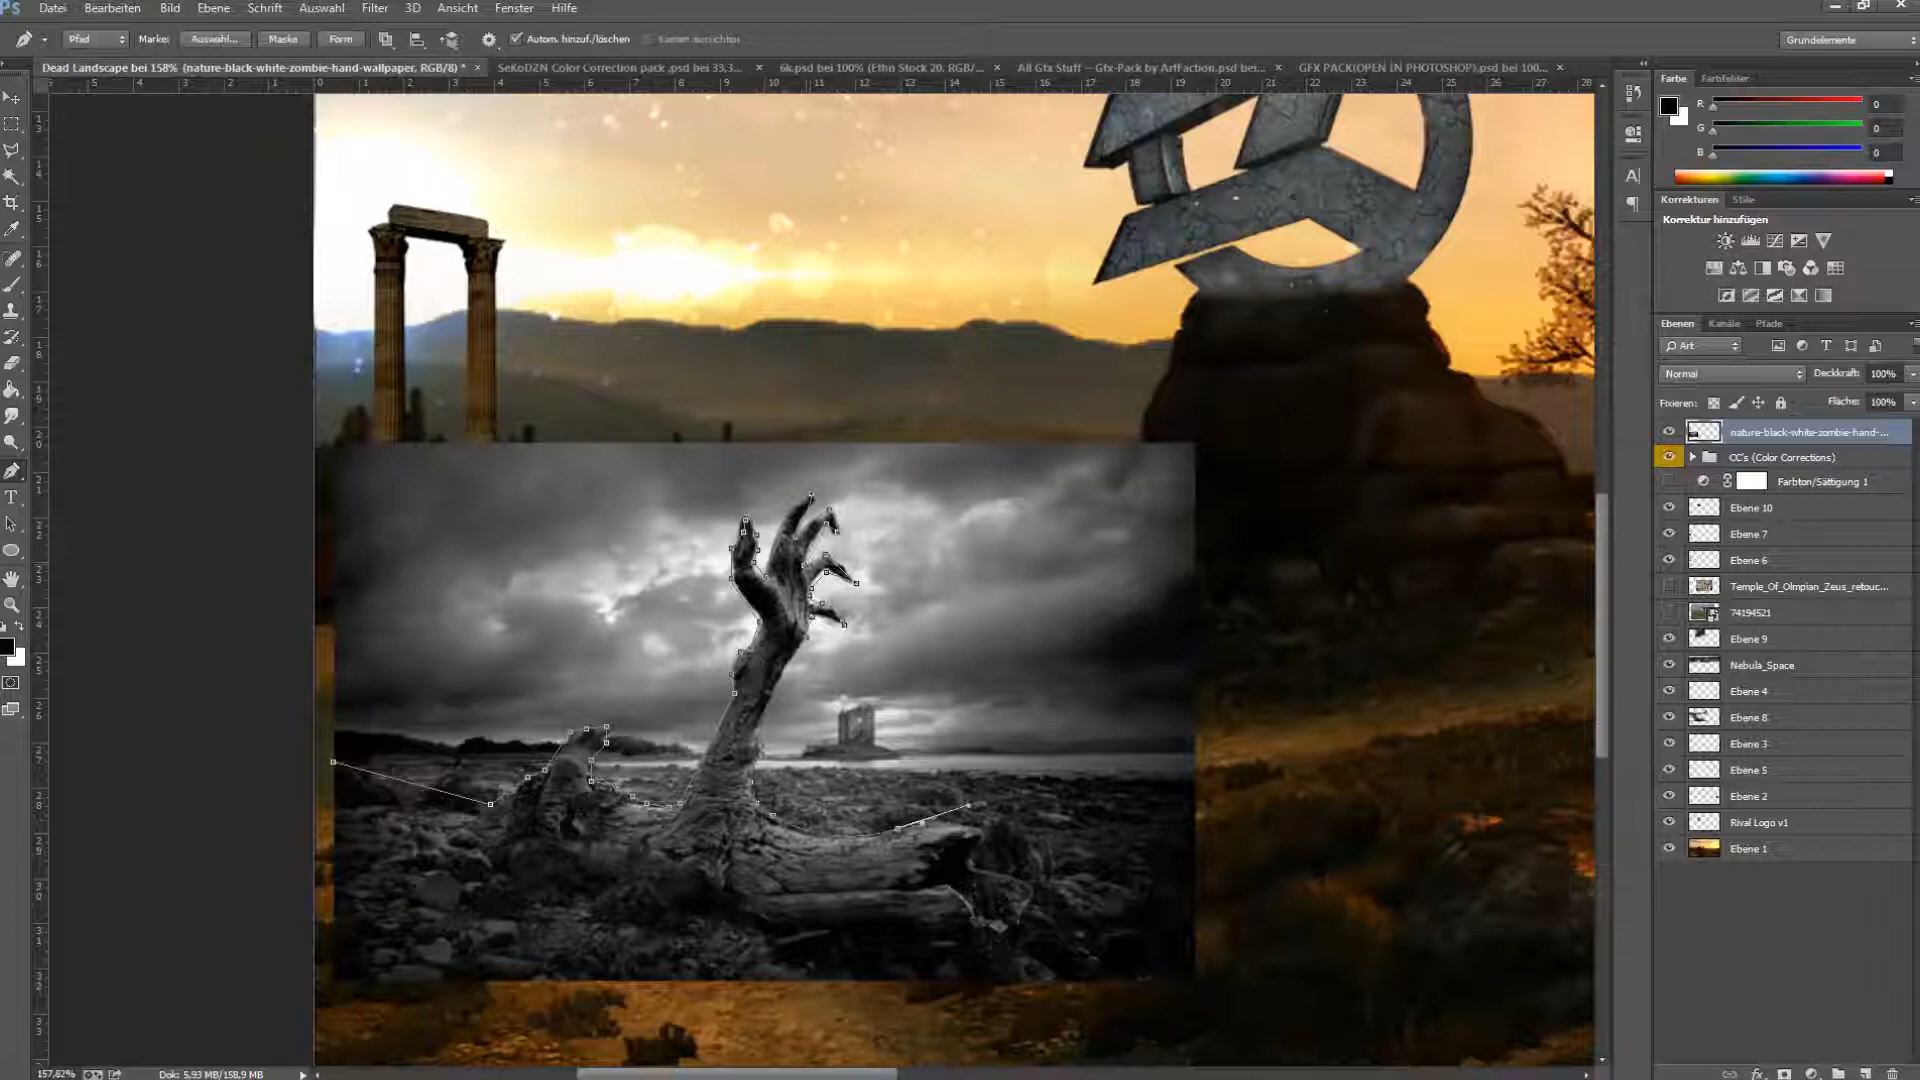 Ps Datei Bearbeiten Bild Ebene Schrift Auswahl Filter 3D Ansicht Fenster Hilfe
Pfad Marke: Auswahl... Maske Form Autom. hinzuf./löschen Kanten ausrichten Grundelemente
Dead Landscape bei 158% (nature-black-white-zombie-hand-wallpaper, RGB/8) * × SeKoDZN Color Correction pack .psd bei 33,3... × 6k.psd bei 100% (Ethn Stock 20, RGB/... × All Gfx Stuff -- Gfx-Pack by ArtFaction.psd bei... × GFX PACK(OPEN IN PHOTOSHOP).psd bei 100... ×
Farbe Farbfelder
R 0
G 0
B 0
Korrekturen Stile
Korrektur hinzufügen
Ebenen Kanäle Pfade
Art
Normal Deckkraft: 100%
Fixieren: Fläche: 100%
nature-black-white-zombie-hand-...
CC's (Color Corrections)
Farbton/Sättigung 1
Ebene 10
Ebene 7
Ebene 6
Temple_Of_Olmpian_Zeus_retouc...
74194521
Ebene 9
Nebula_Space
Ebene 4
Ebene 8
Ebene 3
Ebene 5
Ebene 2
Rival Logo v1
Ebene 1
157,82% Dok: 5,93 MB/158,9 MB